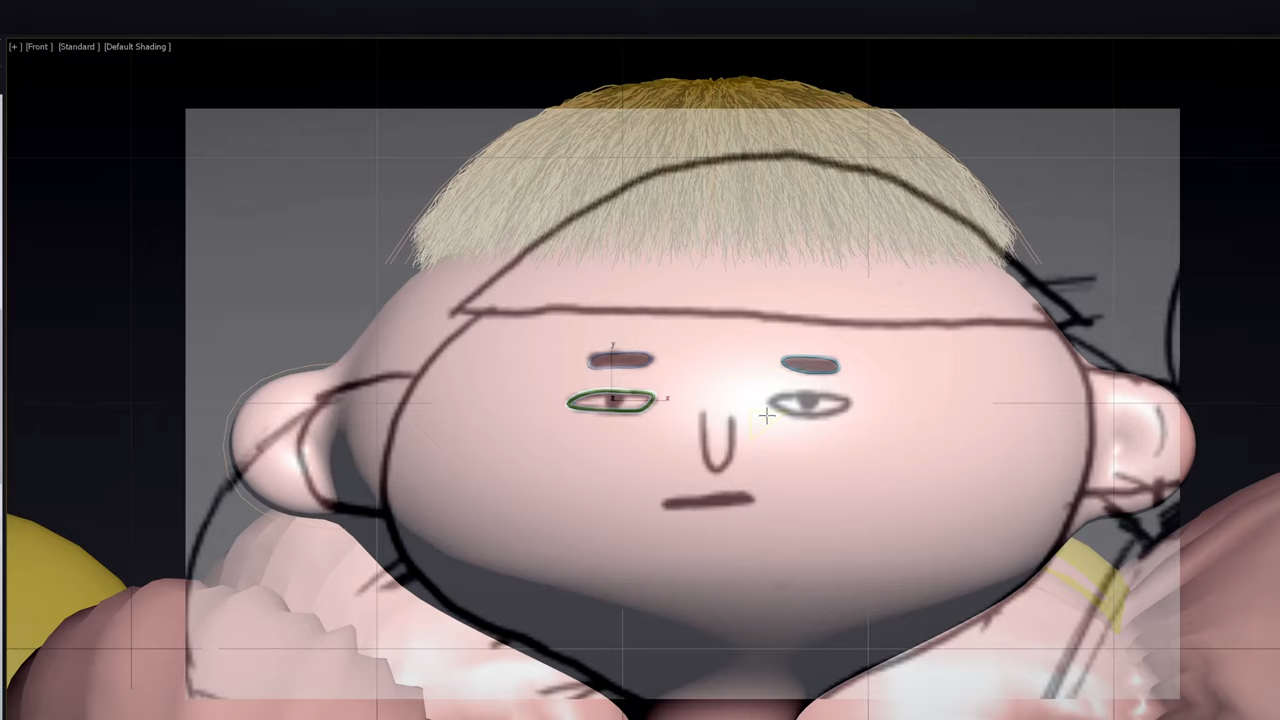 [+ ] [Front ] [Standard ] [Default Shading ]
y
x